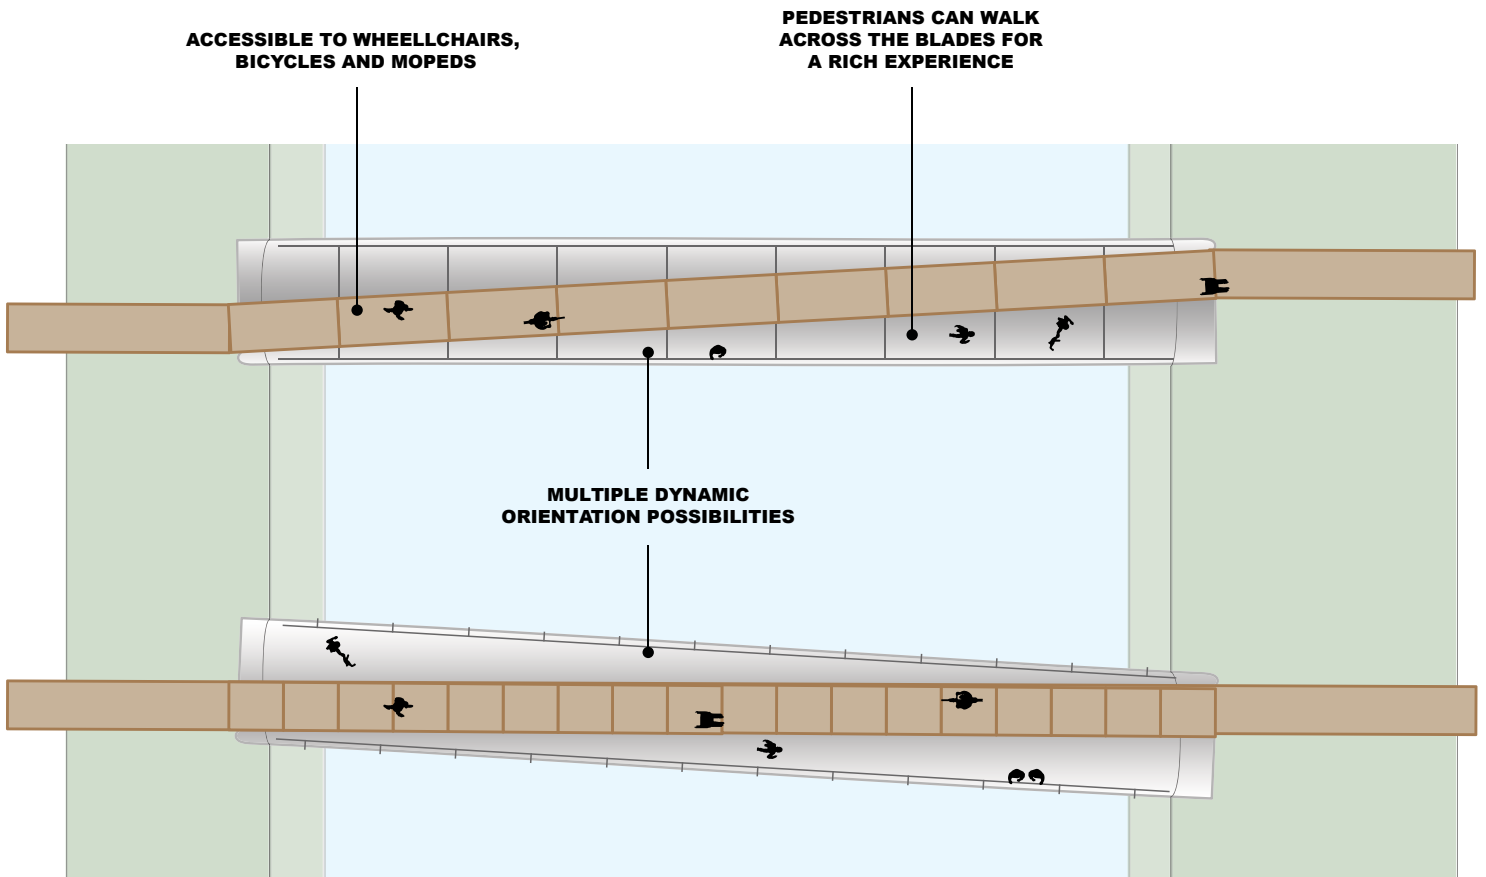 ACCESSIBLE TO WHEELLCHAIRS,
BICYCLES AND MOPEDS
PEDESTRIANS CAN WALK
ACROSS THE BLADES FOR
A RICH EXPERIENCE
MULTIPLE DYNAMIC
ORIENTATION POSSIBILITIES